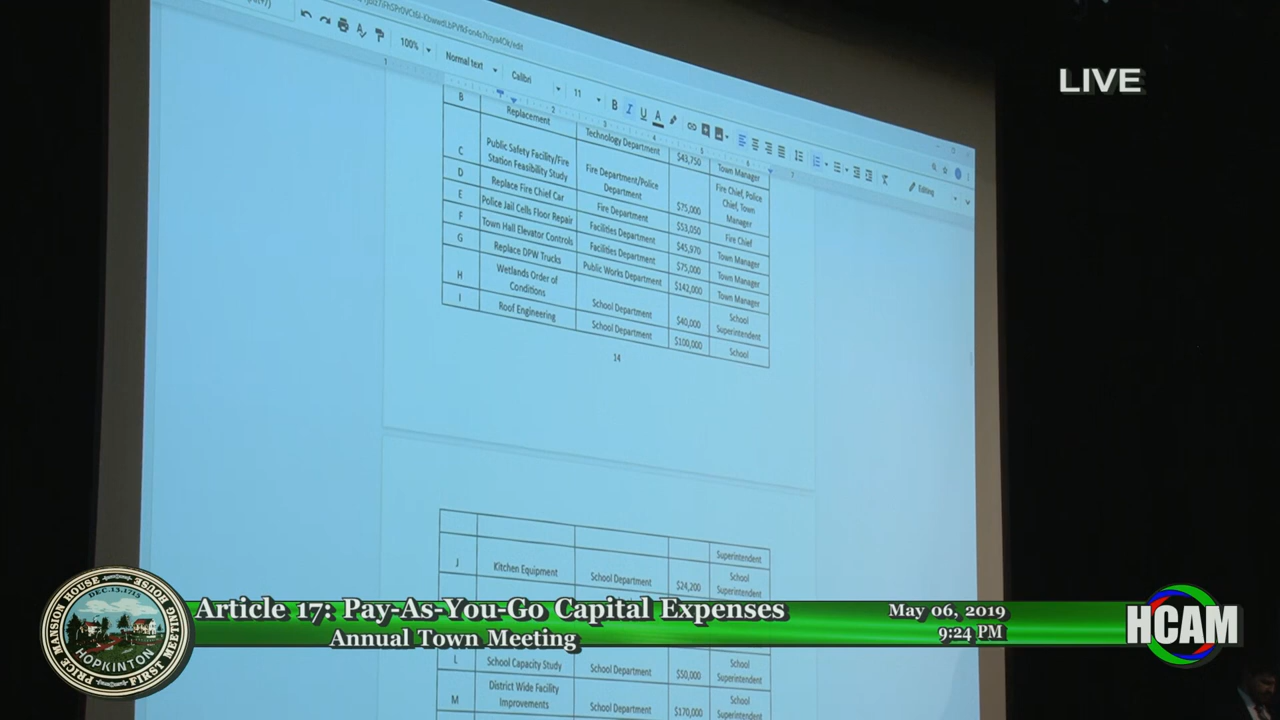 LIVE
100%
Normal text
Calibri
11
B I U A
Editing
B Replacement Technology Department $43,750 Town Manager
C Public Safety Facility/Fire Station Feasibility Study Fire Department/Police Department $75,000 Fire Chief, Police Chief, Town Manager
D Replace Fire Chief Car Fire Department $53,050 Fire Chief
E Police Jail Cells Floor Repair Facilities Department $45,970 Town Manager
F Town Hall Elevator Controls Facilities Department $75,000 Town Manager
G Replace DPW Trucks Public Works Department $142,000 Town Manager
H Wetlands Order of Conditions School Department $40,000 School Superintendent
I Roof Engineering School Department $100,000 School
14
Superintendent
J Kitchen Equipment School Department $24,200 School Superintendent
Article 17: Pay-As-You-Go Capital Expenses
Annual Town Meeting
May 06, 2019
9:24 PM
HCAM
PRICE MANSION HOUSE FIRST MEETING HOUSE
DEC.13.1715
HOPKINTON
L School Capacity Study School Department $50,000 School Superintendent
M District Wide Facility Improvements School Department $170,000 School Superintendent